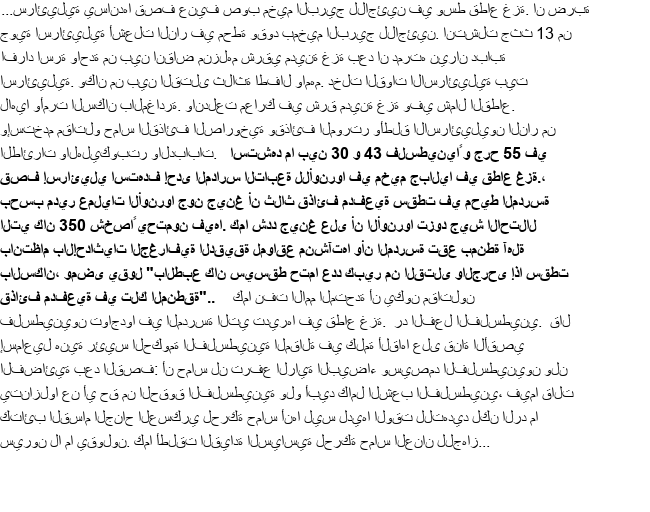 ...سرائيلية يساندها قصف عنيف صوب مخيم البريج للاجئين في وسط قطاع غزة. ان ضربة
جوية اسرائيلية أشعلت النار في محطة وقود بمخيم البريج للاجئين. انتشلت جثث 13 من
افراد اسرة واحدة من بين انقاض منزلهم شرقي مدينة غزة بعد ان دمرته نيران دبابات
اسرائيلية. وكان من بين القتلى ثلاثة اطفال وامهم. دخلت القوات الاسرائيلية بيت
لاهيا وأمرت السكان بالمغادرة. واندلعت معارك في شرق مدينة غزة وفي شمال القطاع.
وإستخدم مقاتلو حماس القذائف الصاروخية وقذائف المورتر وأطلق الاسرائيليون النار من
الطائرات والهليكوبتر والدبابات. استشهد ما بين 30 و 43 فلسطينياً و جرح 55 في
قصف إسرائيلي استهدف إحدى المدارس التابعة للأونروا في مخيم جباليا في قطاع غزة.،
بحسب مدير عمليات الأونروا جون جينغ أن ثلاث قذائف مدفعية سقطت في محيط المدرسة
التي كان 350 شخصاً يحتمون فيها. كما شدد جينغ على أن الأونروا تزود جيش الاحتلال
بانتظام بالإحداثيات الجغرافية الدقيقة لمواقع منشآتها وأن المدرسة تقع بمنطة آهلة
بالسكان، ومضى يقول "بالطبع كان سيسقط حتما عدد كبير من القتلى والجرحى إذا سقطت
قذائف مدفعية في تلك المنطقة".. كما نفت الامم المتحدة أن يكون مقاتلون
فلسطينيون تواجدوا في المدرسة التي تديرها في قطاع غزة. رد الفعل الفلسطيني. قال
إسماعيل هنية رئيس الحكومة الفلسطينية المقالة في كلمة ألقاها على قناة الأقصي
الفضائية بعد القصف: أن حماس لن ترفع الراية البيضاء وسيصمد الفلسطينيون ولن
يتنازلوا عن أي حق من الحقوق الفلسطينية ولو أبيد كامل الشعب الفلسطيني، فيما قالت
كتائب القسام الجناح العسكري لحركة حماس أنها ليس لديها الوقت للتهديد لكن الرد ما
سيرون لا ما يقولون. كما أطلقت القيادة السياسية لحركة حماس العنان للجهاز...